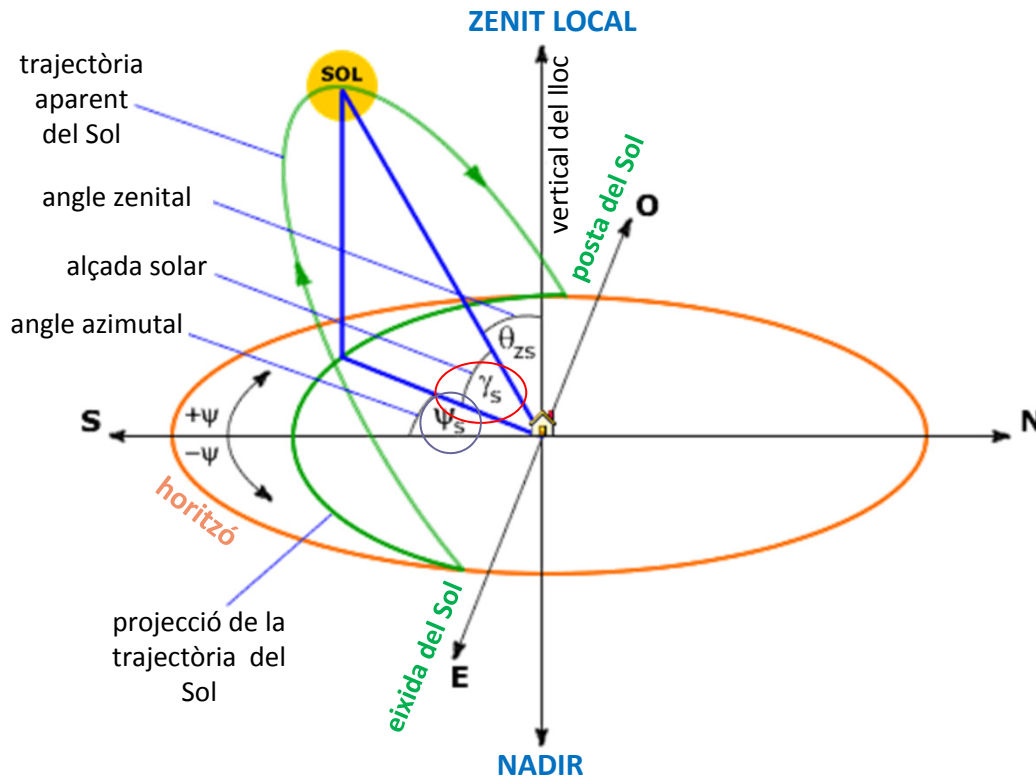 ZENIT LOCAL
trajectòria
aparent
del Sol
SOL
vertical del lloc
posta del Sol
O
angle zenital
alçada solar
angle azimutal
θzs
γs
ψs
S
+ψ
−ψ
N
horitzó
eixida del Sol
E
projecció de la
trajectòria del
Sol
NADIR